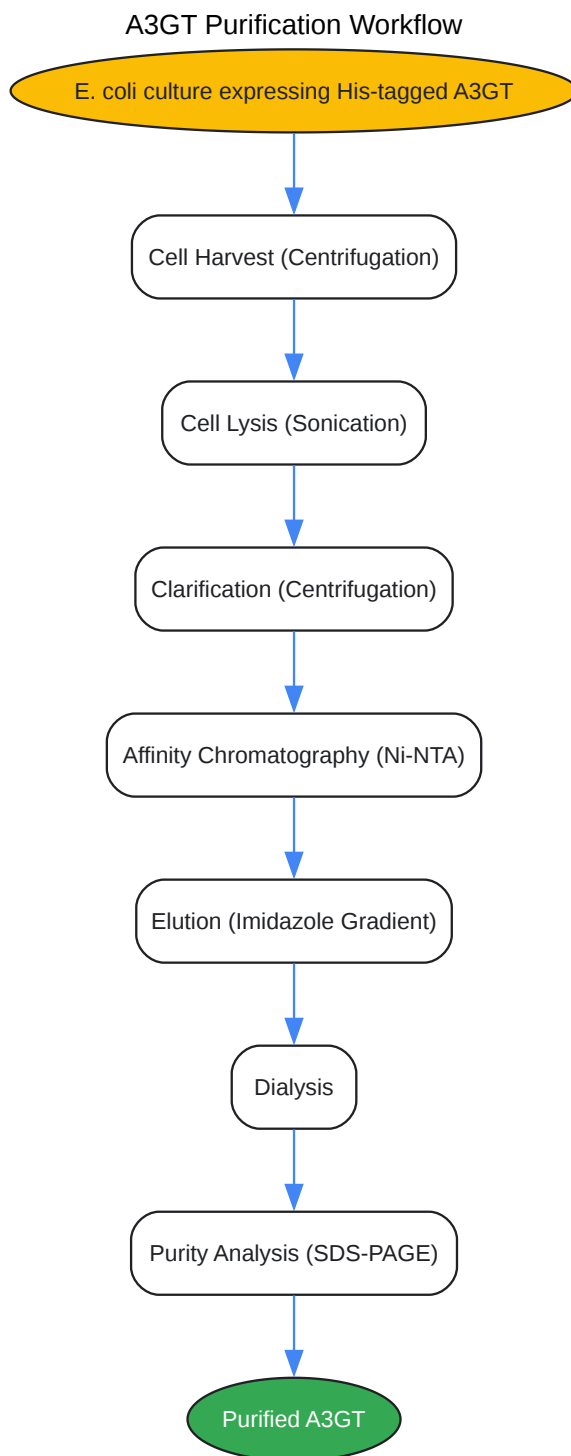 A3GT Purification Workflow
E. coli culture expressing His-tagged A3GT
Cell Harvest (Centrifugation)
Cell Lysis (Sonication)
Clarification (Centrifugation)
Affinity Chromatography (Ni-NTA)
Elution (Imidazole Gradient)
Dialysis
Purity Analysis (SDS-PAGE)
Purified A3GT